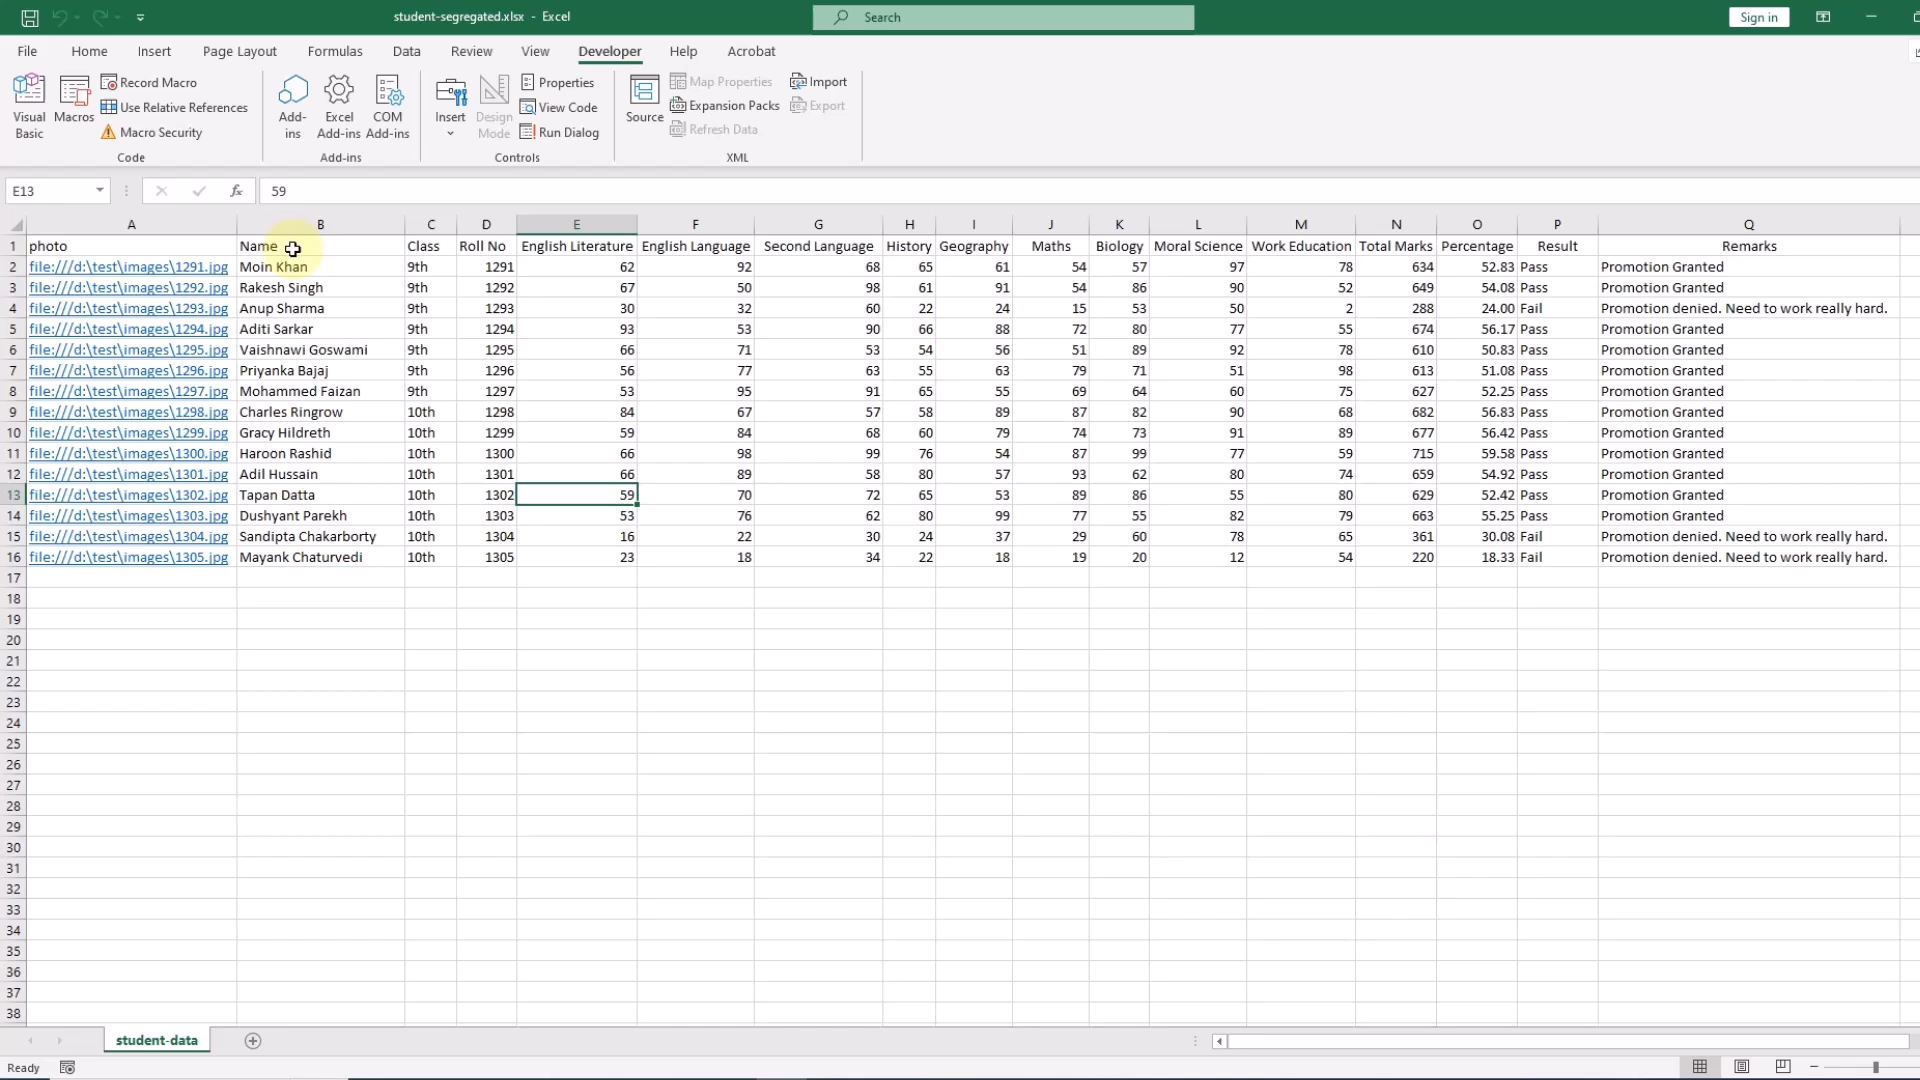 student-segregated.xlsx - Excel
Search
Sign in
File Home Insert Page Layout Formulas Data Review View Developer Help Acrobat
Visual Basic
Macros
Record Macro
Use Relative References
Macro Security
Code
Add-ins
Excel Add-ins
COM Add-ins
Add-ins
Insert
Design Mode
Properties
View Code
Run Dialog
Controls
Source
Map Properties
Expansion Packs
Refresh Data
Import
Export
XML
E13 fx 59
A B C D E F G H I J K L M N O P Q
1 photo Name Class Roll No English Literature English Language Second Language History Geography Maths Biology Moral Science Work Education Total Marks Percentage Result Remarks
2 file:///d:\test\images\1291.jpg Moin Khan 9th 1291 62 92 68 65 61 54 57 97 78 634 52.83 Pass Promotion Granted
3 file:///d:\test\images\1292.jpg Rakesh Singh 9th 1292 67 50 98 61 91 54 86 90 52 649 54.08 Pass Promotion Granted
4 file:///d:\test\images\1293.jpg Anup Sharma 9th 1293 30 32 60 22 24 15 53 50 2 288 24.00 Fail Promotion denied. Need to work really hard.
5 file:///d:\test\images\1294.jpg Aditi Sarkar 9th 1294 93 53 90 66 88 72 80 77 55 674 56.17 Pass Promotion Granted
6 file:///d:\test\images\1295.jpg Vaishnawi Goswami 9th 1295 66 71 53 54 56 51 89 92 78 610 50.83 Pass Promotion Granted
7 file:///d:\test\images\1296.jpg Priyanka Bajaj 9th 1296 56 77 63 55 63 79 71 51 98 613 51.08 Pass Promotion Granted
8 file:///d:\test\images\1297.jpg Mohammed Faizan 9th 1297 53 95 91 65 55 69 64 60 75 627 52.25 Pass Promotion Granted
9 file:///d:\test\images\1298.jpg Charles Ringrow 10th 1298 84 67 57 58 89 87 82 90 68 682 56.83 Pass Promotion Granted
10 file:///d:\test\images\1299.jpg Gracy Hildreth 10th 1299 59 84 68 60 79 74 73 91 89 677 56.42 Pass Promotion Granted
11 file:///d:\test\images\1300.jpg Haroon Rashid 10th 1300 66 98 99 76 54 87 99 77 59 715 59.58 Pass Promotion Granted
12 file:///d:\test\images\1301.jpg Adil Hussain 10th 1301 66 89 58 80 57 93 62 80 74 659 54.92 Pass Promotion Granted
13 file:///d:\test\images\1302.jpg Tapan Datta 10th 1302 59 70 72 65 53 89 86 55 80 629 52.42 Pass Promotion Granted
14 file:///d:\test\images\1303.jpg Dushyant Parekh 10th 1303 53 76 62 80 99 77 55 82 79 663 55.25 Pass Promotion Granted
15 file:///d:\test\images\1304.jpg Sandipta Chakarborty 10th 1304 16 22 30 24 37 29 60 78 65 361 30.08 Fail Promotion denied. Need to work really hard.
16 file:///d:\test\images\1305.jpg Mayank Chaturvedi 10th 1305 23 18 34 22 18 19 20 12 54 220 18.33 Fail Promotion denied. Need to work really hard.
17
18
19
20
21
22
23
24
25
26
27
28
29
30
31
32
33
34
35
36
37
38
student-data
Ready